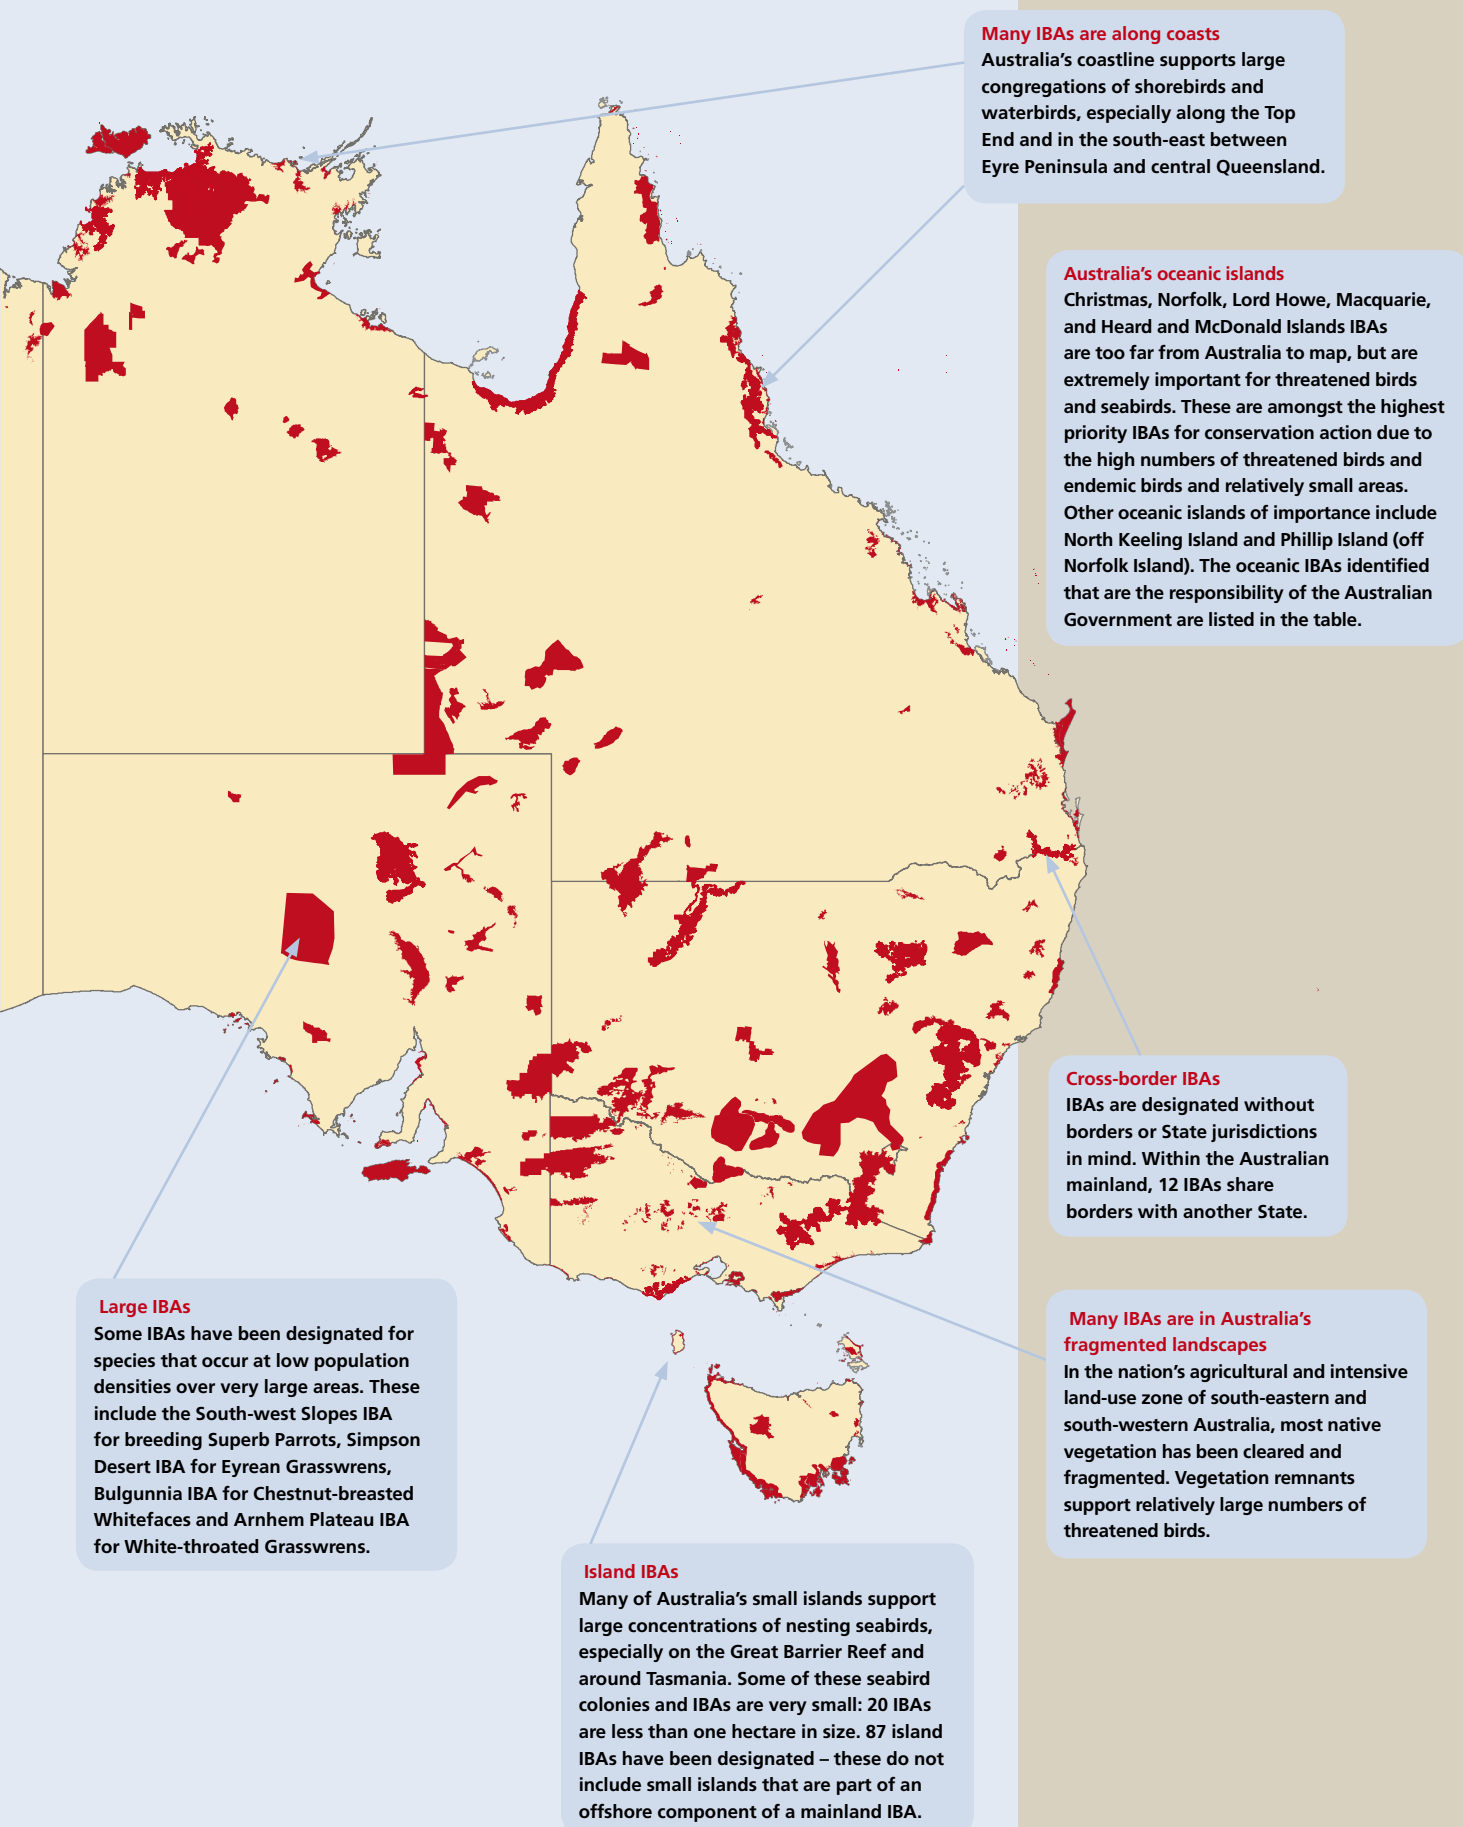 Many IBAs are along coasts
Australia’s coastline supports large
congregations of shorebirds and
waterbirds, especially along the Top
End and in the south-east between
Eyre Peninsula and central Queensland.
Australia’s oceanic islands
Christmas, Norfolk, Lord Howe, Macquarie,
and Heard and McDonald Islands IBAs
are too far from Australia to map, but are
extremely important for threatened birds
and seabirds. These are amongst the highest
priority IBAs for conservation action due to
the high numbers of threatened birds and
endemic birds and relatively small areas.
Other oceanic islands of importance include
North Keeling Island and Phillip Island (off
Norfolk Island). The oceanic IBAs identified
that are the responsibility of the Australian
Government are listed in the table.
Cross-border IBAs
IBAs are designated without
borders or State jurisdictions
in mind. Within the Australian
mainland, 12 IBAs share
borders with another State.
Large IBAs
Some IBAs have been designated for
species that occur at low population
densities over very large areas. These
include the South-west Slopes IBA
for breeding Superb Parrots, Simpson
Desert IBA for Eyrean Grasswrens,
Bulgunnia IBA for Chestnut-breasted
Whitefaces and Arnhem Plateau IBA
for White-throated Grasswrens.
Many IBAs are in Australia’s
fragmented landscapes
In the nation’s agricultural and intensive
land-use zone of south-eastern and
south-western Australia, most native
vegetation has been cleared and
fragmented. Vegetation remnants
support relatively large numbers of
threatened birds.
Island IBAs
Many of Australia’s small islands support
large concentrations of nesting seabirds,
especially on the Great Barrier Reef and
around Tasmania. Some of these seabird
colonies and IBAs are very small: 20 IBAs
are less than one hectare in size. 87 island
IBAs have been designated – these do not
include small islands that are part of an
offshore component of a mainland IBA.